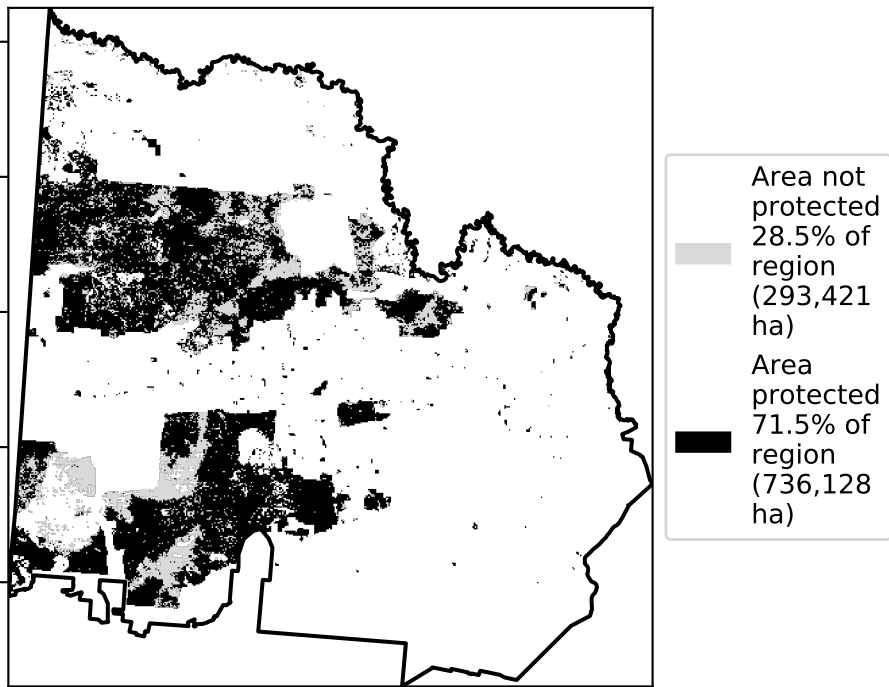 Area not
protected
28.5% of
region
(293,421
ha)
Area
protected
71.5% of
region
(736,128
ha)